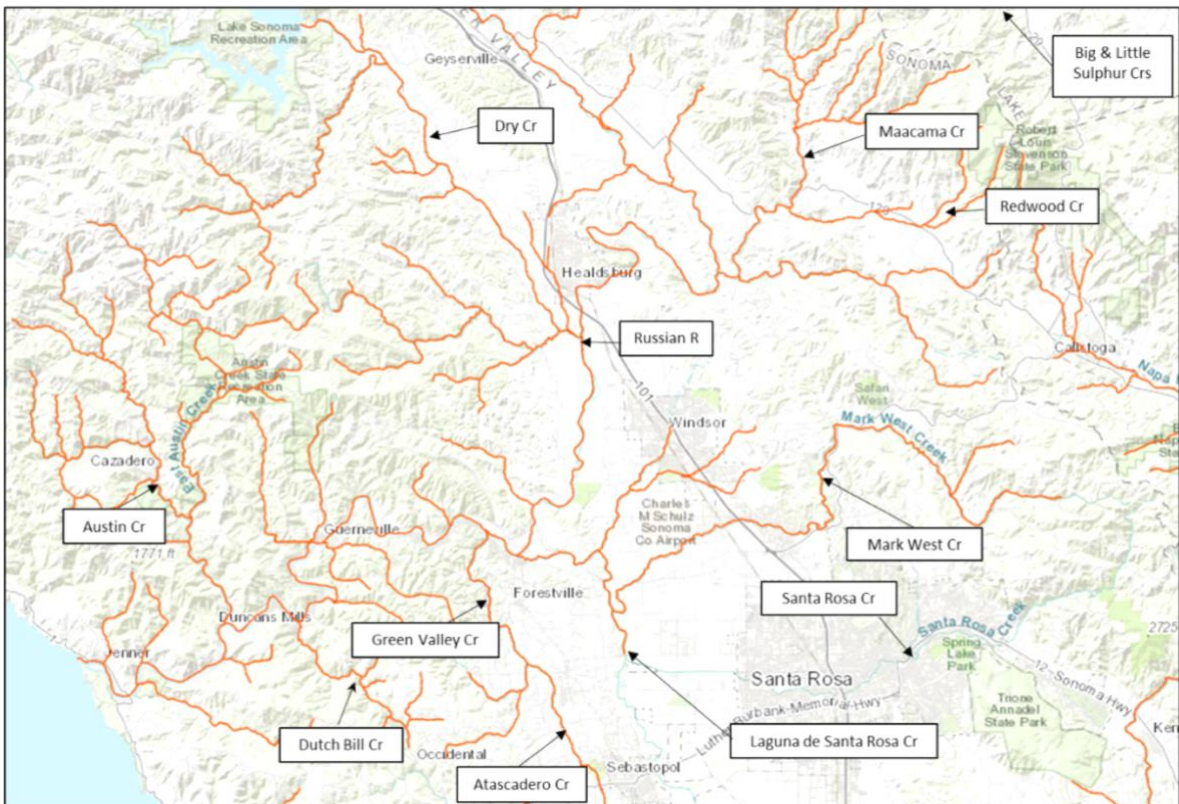 Lake Sonoma
Recreation Area
Geyserville
VALLEY
SONOMA
29
Big & Little
Sulphur Crs
LAKE
Dry Cr
Maacama Cr
Robert
Louis
Stevenson
State Park
128
Redwood Cr
Healdsburg
Russian R
Calistoga
Napa
Austin
Creek State
Recreation
Area
East Austin Creek
101
Safari
West
Windsor
Mark West Creek
Cazadero
Austin Cr
1771 ft
Guerneville
Charles
M Schulz
Sonoma
Co Airport
Mark West Cr
Forestville
Santa Rosa Cr
Duncans Mills
Green Valley Cr
Santa Rosa Creek
Spring
Lake
Park
2725
Jenner
Santa Rosa
12
Sonoma Hwy
Trione
Annadel
State Park
Luther Burbank-Memorial-Hwy
Ken
Dutch Bill Cr
Occidental
Laguna de Santa Rosa Cr
Atascadero Cr
Sebastopol